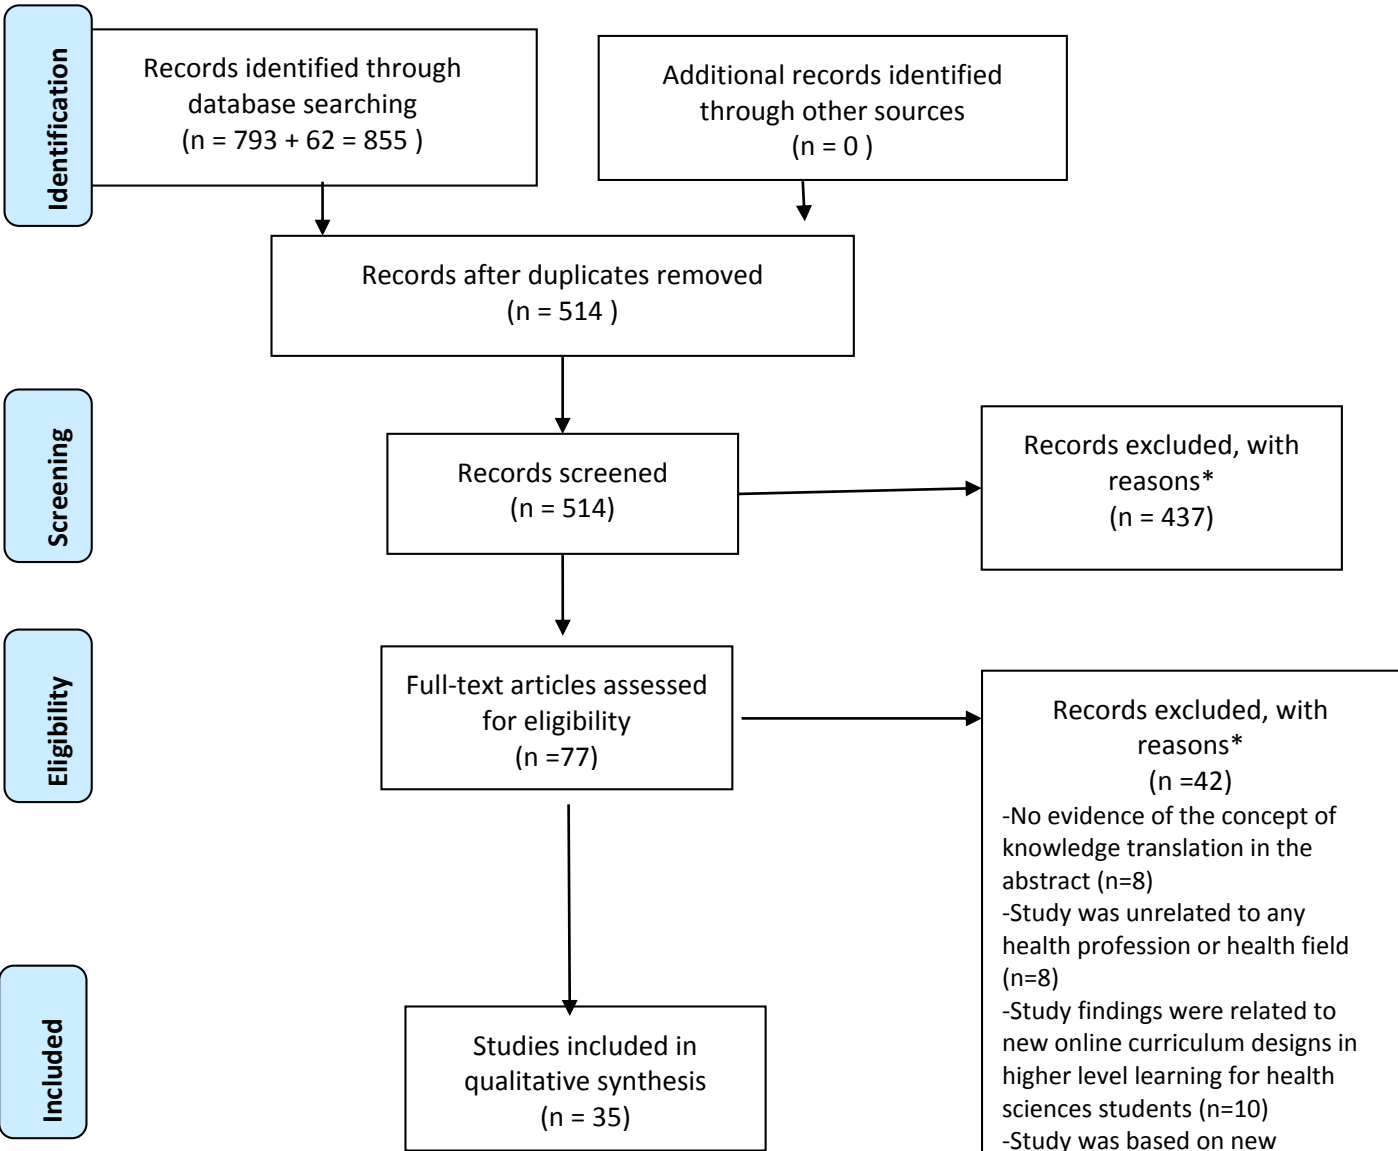 Identification
Records identified through
database searching
(n = 793 + 62 = 855 )
Additional records identified
through other sources
(n = 0 )
Records after duplicates removed
(n = 514 )
Screening
Records screened
(n = 514)
Records excluded, with
reasons*
(n = 437)
Eligibility
Full-text articles assessed
for eligibility
(n =77)
Records excluded, with
reasons*
(n =42)
-No evidence of the concept of
knowledge translation in the
abstract (n=8)
-Study was unrelated to any
health profession or health field
(n=8)
-Study findings were related to
new online curriculum designs in
higher level learning for health
sciences students (n=10)
-Study was based on new
Included
Studies included in
qualitative synthesis
(n = 35)